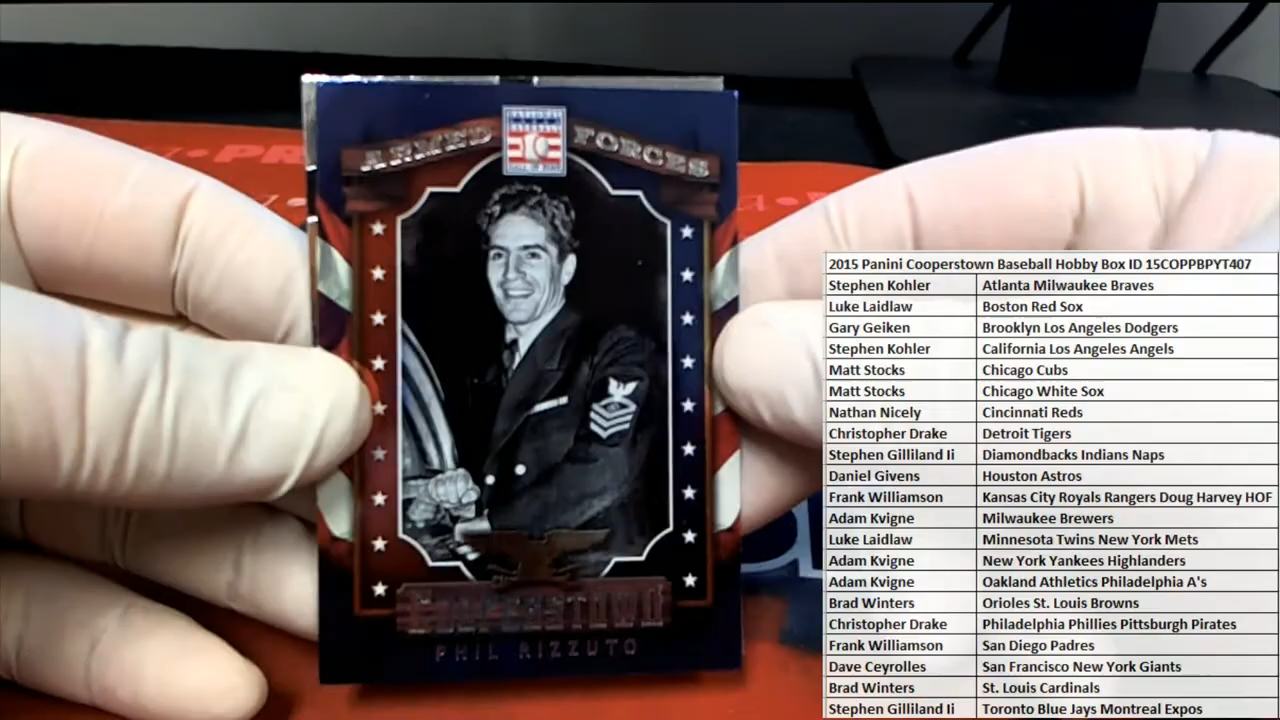 PR
ARMED FORCES
NATIONAL
BASEBALL
HALL OF FAME
COOPERSTOWN
PHIL RIZZUTO
2015 Panini Cooperstown Baseball Hobby Box ID 15COPPBPYT407
Stephen Kohler Atlanta Milwaukee Braves
Luke Laidlaw Boston Red Sox
Gary Geiken Brooklyn Los Angeles Dodgers
Stephen Kohler California Los Angeles Angels
Matt Stocks Chicago Cubs
Matt Stocks Chicago White Sox
Nathan Nicely Cincinnati Reds
Christopher Drake Detroit Tigers
Stephen Gilliland Ii Diamondbacks Indians Naps
Daniel Givens Houston Astros
Frank Williamson Kansas City Royals Rangers Doug Harvey HOF
Adam Kvigne Milwaukee Brewers
Luke Laidlaw Minnesota Twins New York Mets
Adam Kvigne New York Yankees Highlanders
Adam Kvigne Oakland Athletics Philadelphia A's
Brad Winters Orioles St. Louis Browns
Christopher Drake Philadelphia Phillies Pittsburgh Pirates
Frank Williamson San Diego Padres
Dave Ceyrolles San Francisco New York Giants
Brad Winters St. Louis Cardinals
Stephen Gilliland Ii Toronto Blue Jays Montreal Expos